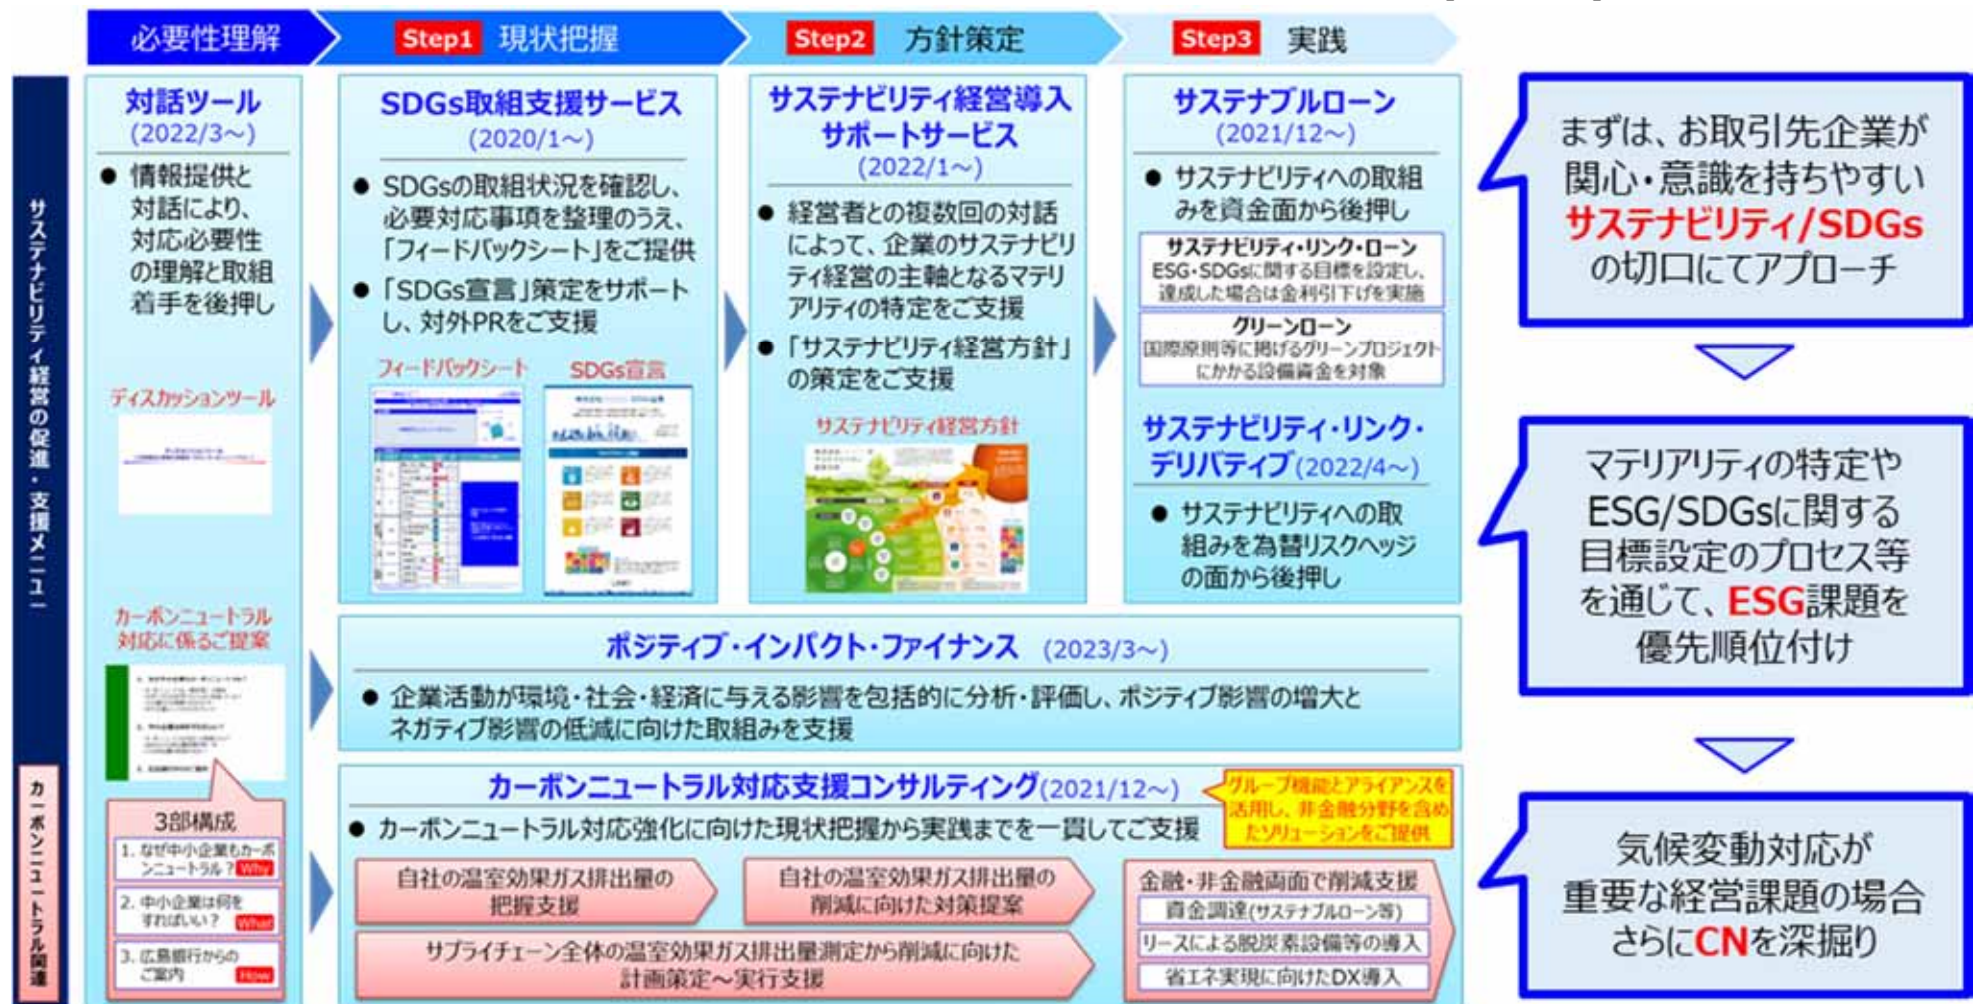 必要性理解
Step1 現状把握
Step2 方針策定
Step3 実践
サステナビリティ経営の促進・支援メニュー
対話ツール
(2022/3～)
● 情報提供と
対話により、
対応必要性
の理解と取組
着手を後押し
ディスカッションツール
カーボンニュートラル
対応に係るご提案
SDGs取組支援サービス
(2020/1～)
● SDGsの取組状況を確認し、
必要対応事項を整理のうえ、
「フィードバックシート」をご提供
● 「SDGs宣言」策定をサポート
し、対外PRをご支援
フィードバックシート
SDGs宣言
サステナビリティ経営導入
サポートサービス
(2022/1～)
● 経営者との複数回の対話
によって、企業のサステナビリ
ティ経営の主軸となるマテ
リアリティの特定をご支援
● 「サステナビリティ経営方針」
の策定をご支援
サステナビリティ経営方針
サステナブルローン
(2021/12～)
● サステナビリティへの取組
みを資金面から後押し
サステナビリティ・リンク・ローン
ESG・SDGsに関する目標を設定し、
達成した場合は金利引下げを実施
グリーンローン
国際原則等に掲げるグリーンプロジェクト
にかかる設備資金を対象
サステナビリティ・リンク・
デリバティブ(2022/4～)
● サステナビリティへの取
組みを為替リスクヘッジ
の面から後押し
ポジティブ・インパクト・ファイナンス (2023/3～)
● 企業活動が環境・社会・経済に与える影響を包括的に分析・評価し、ポジティブ影響の増大と
ネガティブ影響の低減に向けた取組みを支援
カーボンニュートラル関連
3部構成
1. なぜ中小企業もカーボ
ンニュートラル？ Why
2. 中小企業は何を
すればいい？ What
3. 広島銀行からの
ご案内 How
カーボンニュートラル対応支援コンサルティング(2021/12～)
グループ機能とアライアンスを
活用し、非金融分野を含め
たソリューションをご提供
● カーボンニュートラル対応強化に向けた現状把握から実践までを一貫してご支援
自社の温室効果ガス排出量の
把握支援
自社の温室効果ガス排出量の
削減に向けた対策提案
サプライチェーン全体の温室効果ガス排出量測定から削減に向けた
計画策定～実行支援
金融・非金融両面で削減支援
資金調達(サステナブルローン等)
リースによる脱炭素設備等の導入
省エネ実現に向けたDX導入
まずは、お取引先企業が
関心・意識を持ちやすい
サステナビリティ/SDGs
の切口にてアプローチ
マテリアリティの特定や
ESG/SDGsに関する
目標設定のプロセス等
を通じて、ESG課題を
優先順位付け
気候変動対応が
重要な経営課題の場合
さらにCNを深掘り